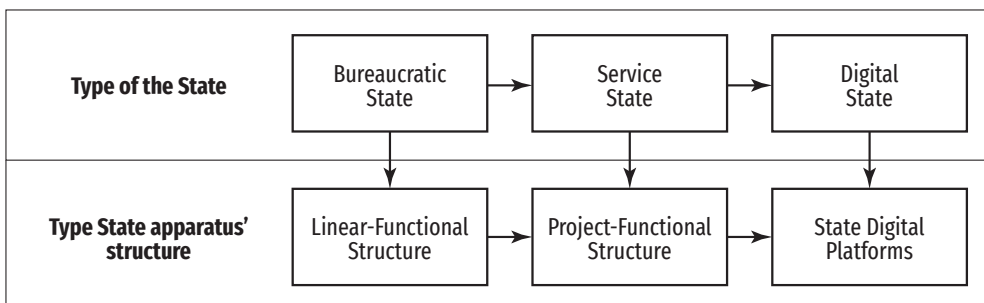 Type of the State
Bureaucratic
State
Service
State
Digital
State
Type State apparatus’
structure
Linear-Functional
Structure
Project-Functional
Structure
State Digital
Platforms